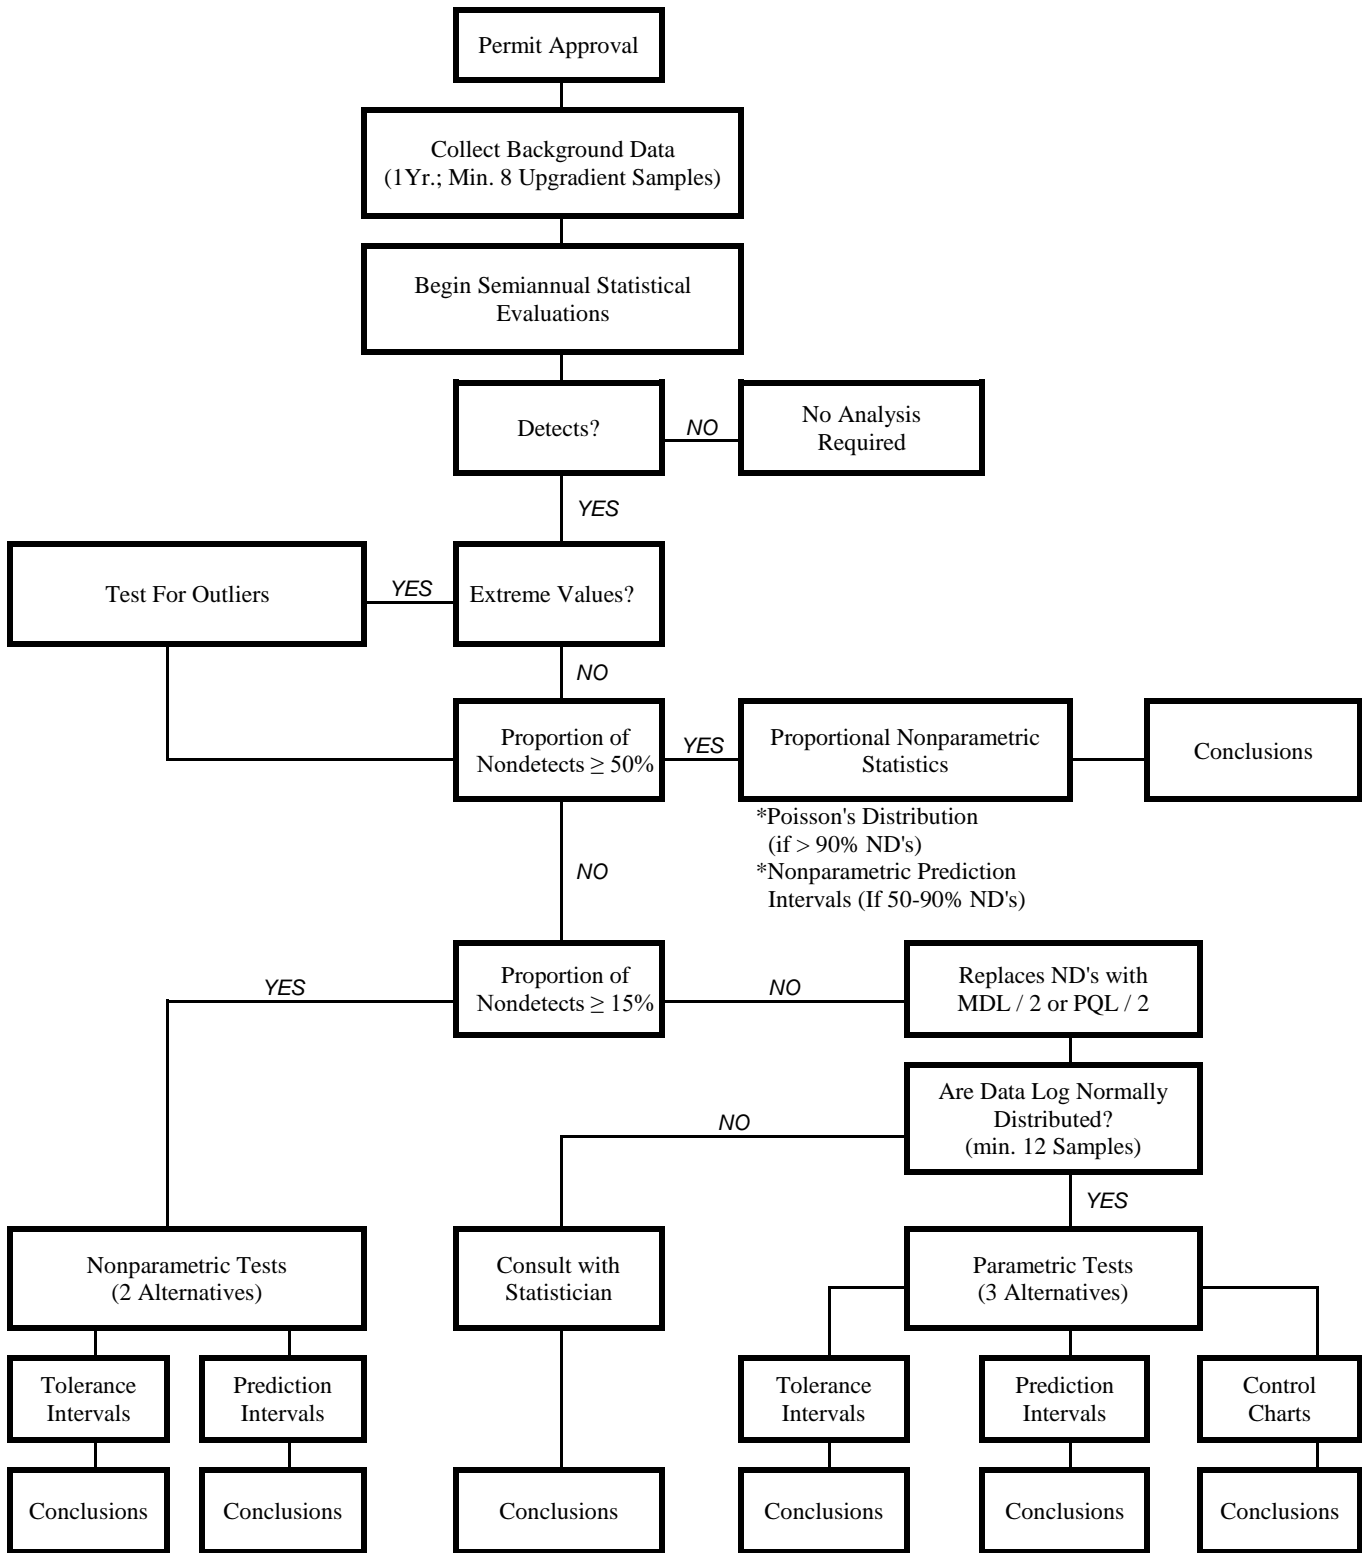 Permit Approval
Collect Background Data
(1Yr.; Min. 8 Upgradient Samples)
Begin Semiannual Statistical
Evaluations
Detects?
NO
No Analysis
Required
YES
Test For Outliers
YES
Extreme Values?
NO
Proportion of
Nondetects ≥ 50%
YES
Proportional Nonparametric
Statistics
Conclusions
*Poisson's Distribution
(if > 90% ND's)
*Nonparametric Prediction
Intervals (If 50-90% ND's)
NO
Proportion of
Nondetects ≥ 15%
YES
NO
Replaces ND's with
MDL / 2 or PQL / 2
Are Data Log Normally
Distributed?
(min. 12 Samples)
NO
YES
Nonparametric Tests
(2 Alternatives)
Consult with
Statistician
Parametric Tests
(3 Alternatives)
Tolerance
Intervals
Prediction
Intervals
Tolerance
Intervals
Prediction
Intervals
Control
Charts
Conclusions
Conclusions
Conclusions
Conclusions
Conclusions
Conclusions